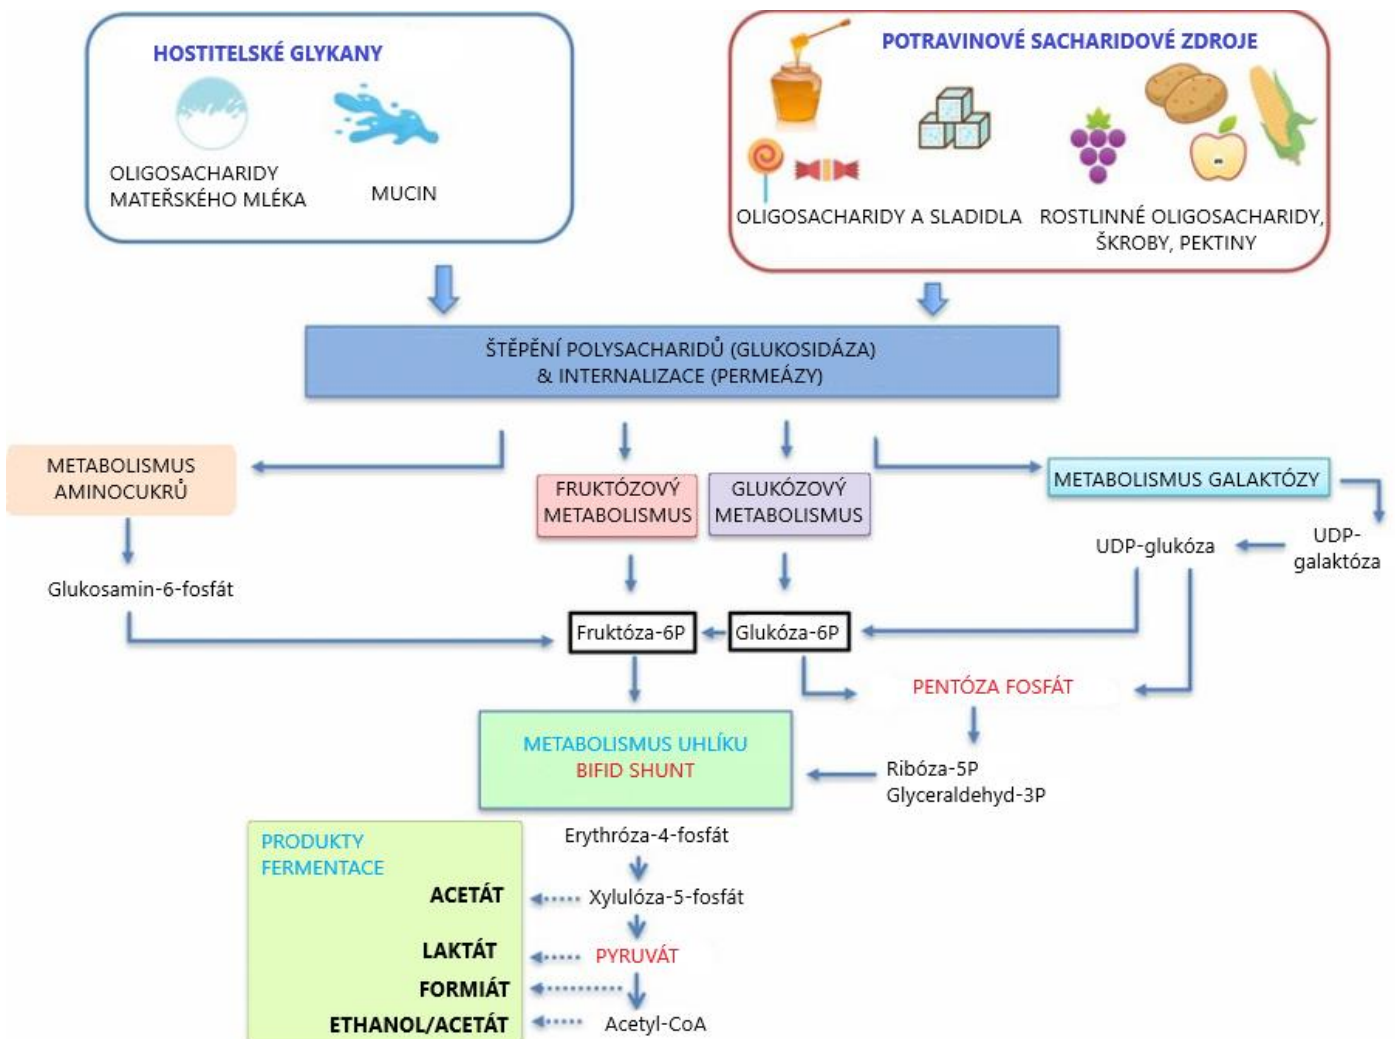 HOSTITELSKÉ GLYKANY
OLIGOSACHARIDY
MATEŘSKÉHO MLÉKA
MUCIN
POTRAVINOVÉ SACHARIDOVÉ ZDROJE
OLIGOSACHARIDY A SLADIDLA
ROSTLINNÉ OLIGOSACHARIDY,
ŠKROBY, PEKTINY
ŠTĚPĚNÍ POLYSACHARIDŮ (GLUKOSIDÁZA)
& INTERNALIZACE (PERMEÁZY)
METABOLISMUS
AMINOCUKRŮ
FRUKTÓZOVÝ
METABOLISMUS
GLUKÓZOVÝ
METABOLISMUS
METABOLISMUS GALAKTÓZY
UDP-glukóza
UDP-
galaktóza
Glukosamin-6-fosfát
Fruktóza-6P
Glukóza-6P
PENTÓZA FOSFÁT
METABOLISMUS UHLÍKU
BIFID SHUNT
Ribóza-5P
Glyceraldehyd-3P
PRODUKTY
FERMENTACE
Erythróza-4-fosfát
ACETÁT
Xylulóza-5-fosfát
LAKTÁT
PYRUVÁT
FORMIÁT
ETHANOL/ACETÁT
Acetyl-CoA